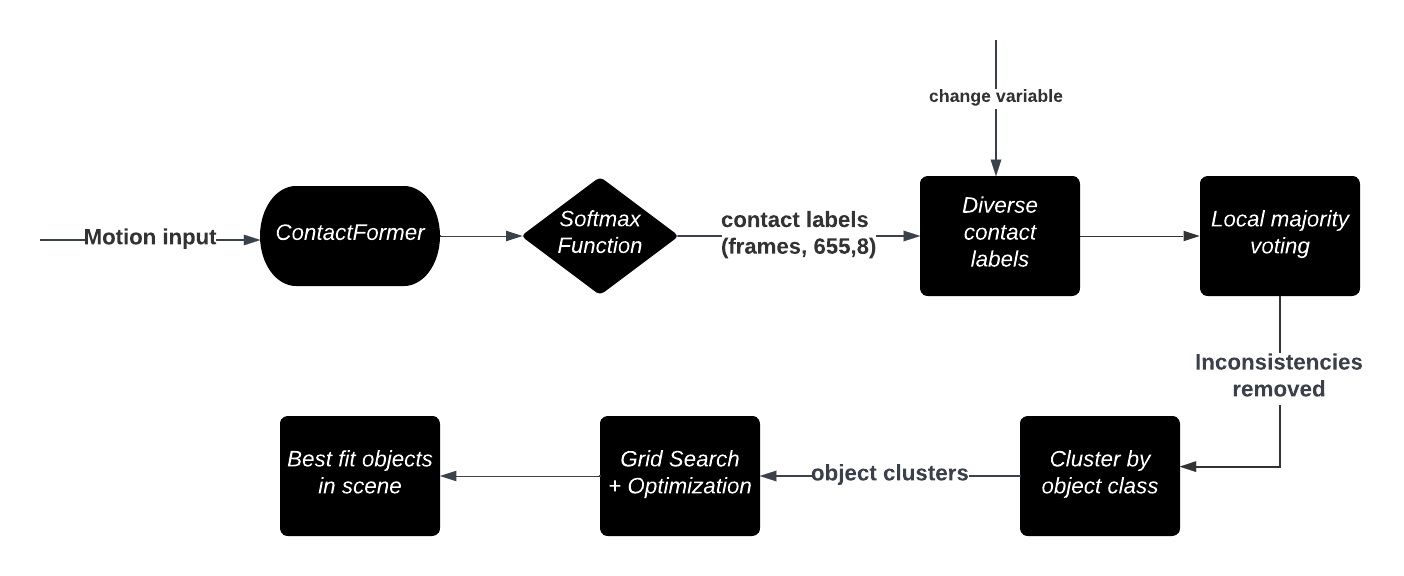 change variable
Motion input
ContactFormer
Softmax
Function
contact labels
(frames, 655,8)
Diverse
contact
labels
Local majority
voting
Inconsistencies
removed
Cluster by
object class
object clusters
Grid Search
+ Optimization
Best fit objects
in scene